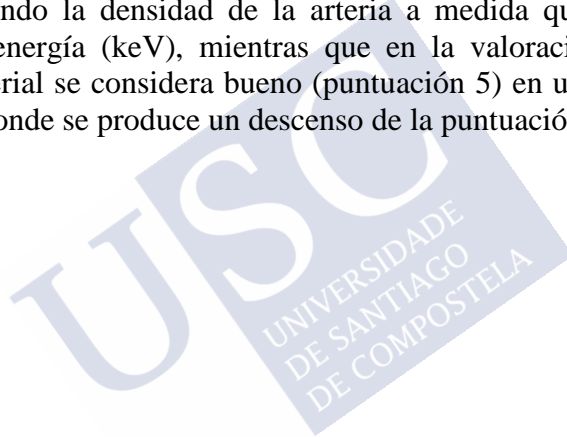 ndo la densidad de la arteria a medida qu
energía (keV), mientras que en la valoraci
erial se considera bueno (puntuación 5) en u
onde se produce un descenso de la puntuació
USC
UNIVERSIDADE
DE SANTIAGO
DE COMPOSTELA